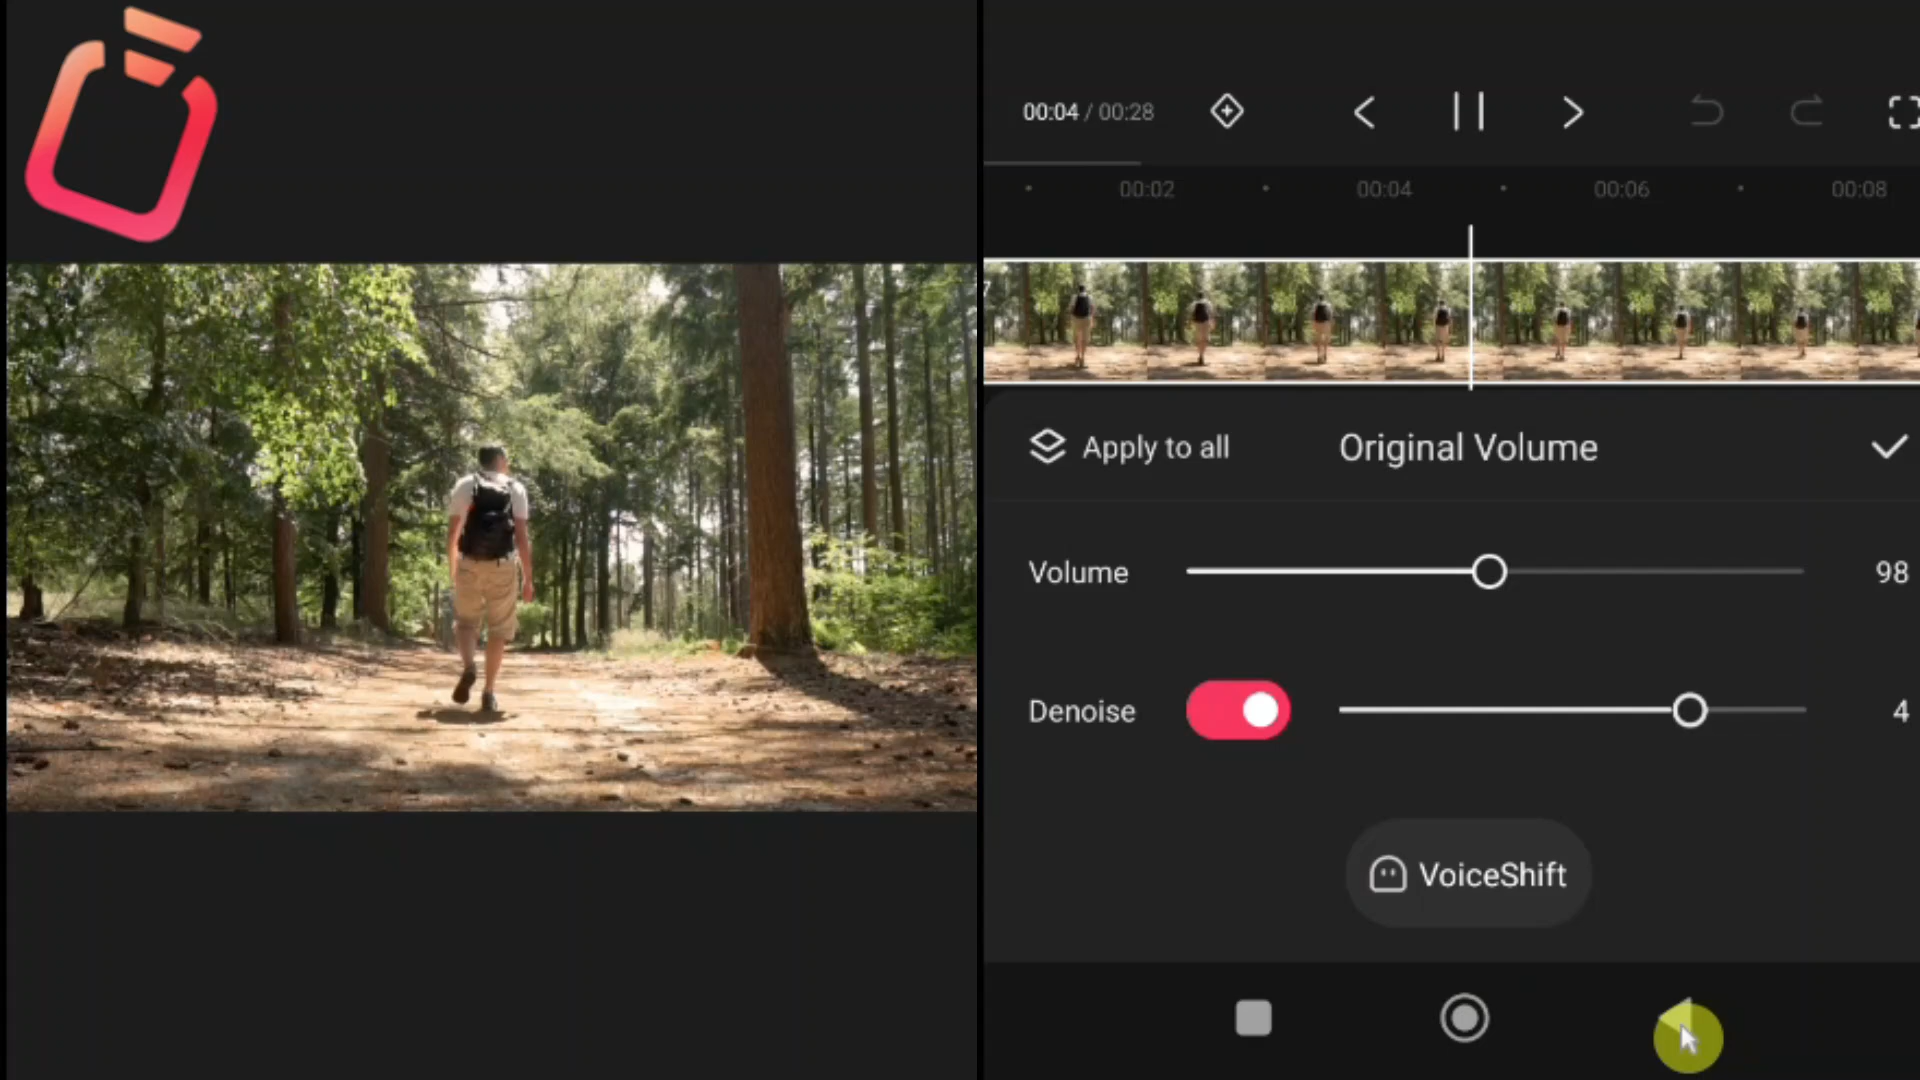 00:04 / 00:28
00:02 00:04 00:06 00:08
Apply to all Original Volume
Volume 98
Denoise 4
VoiceShift